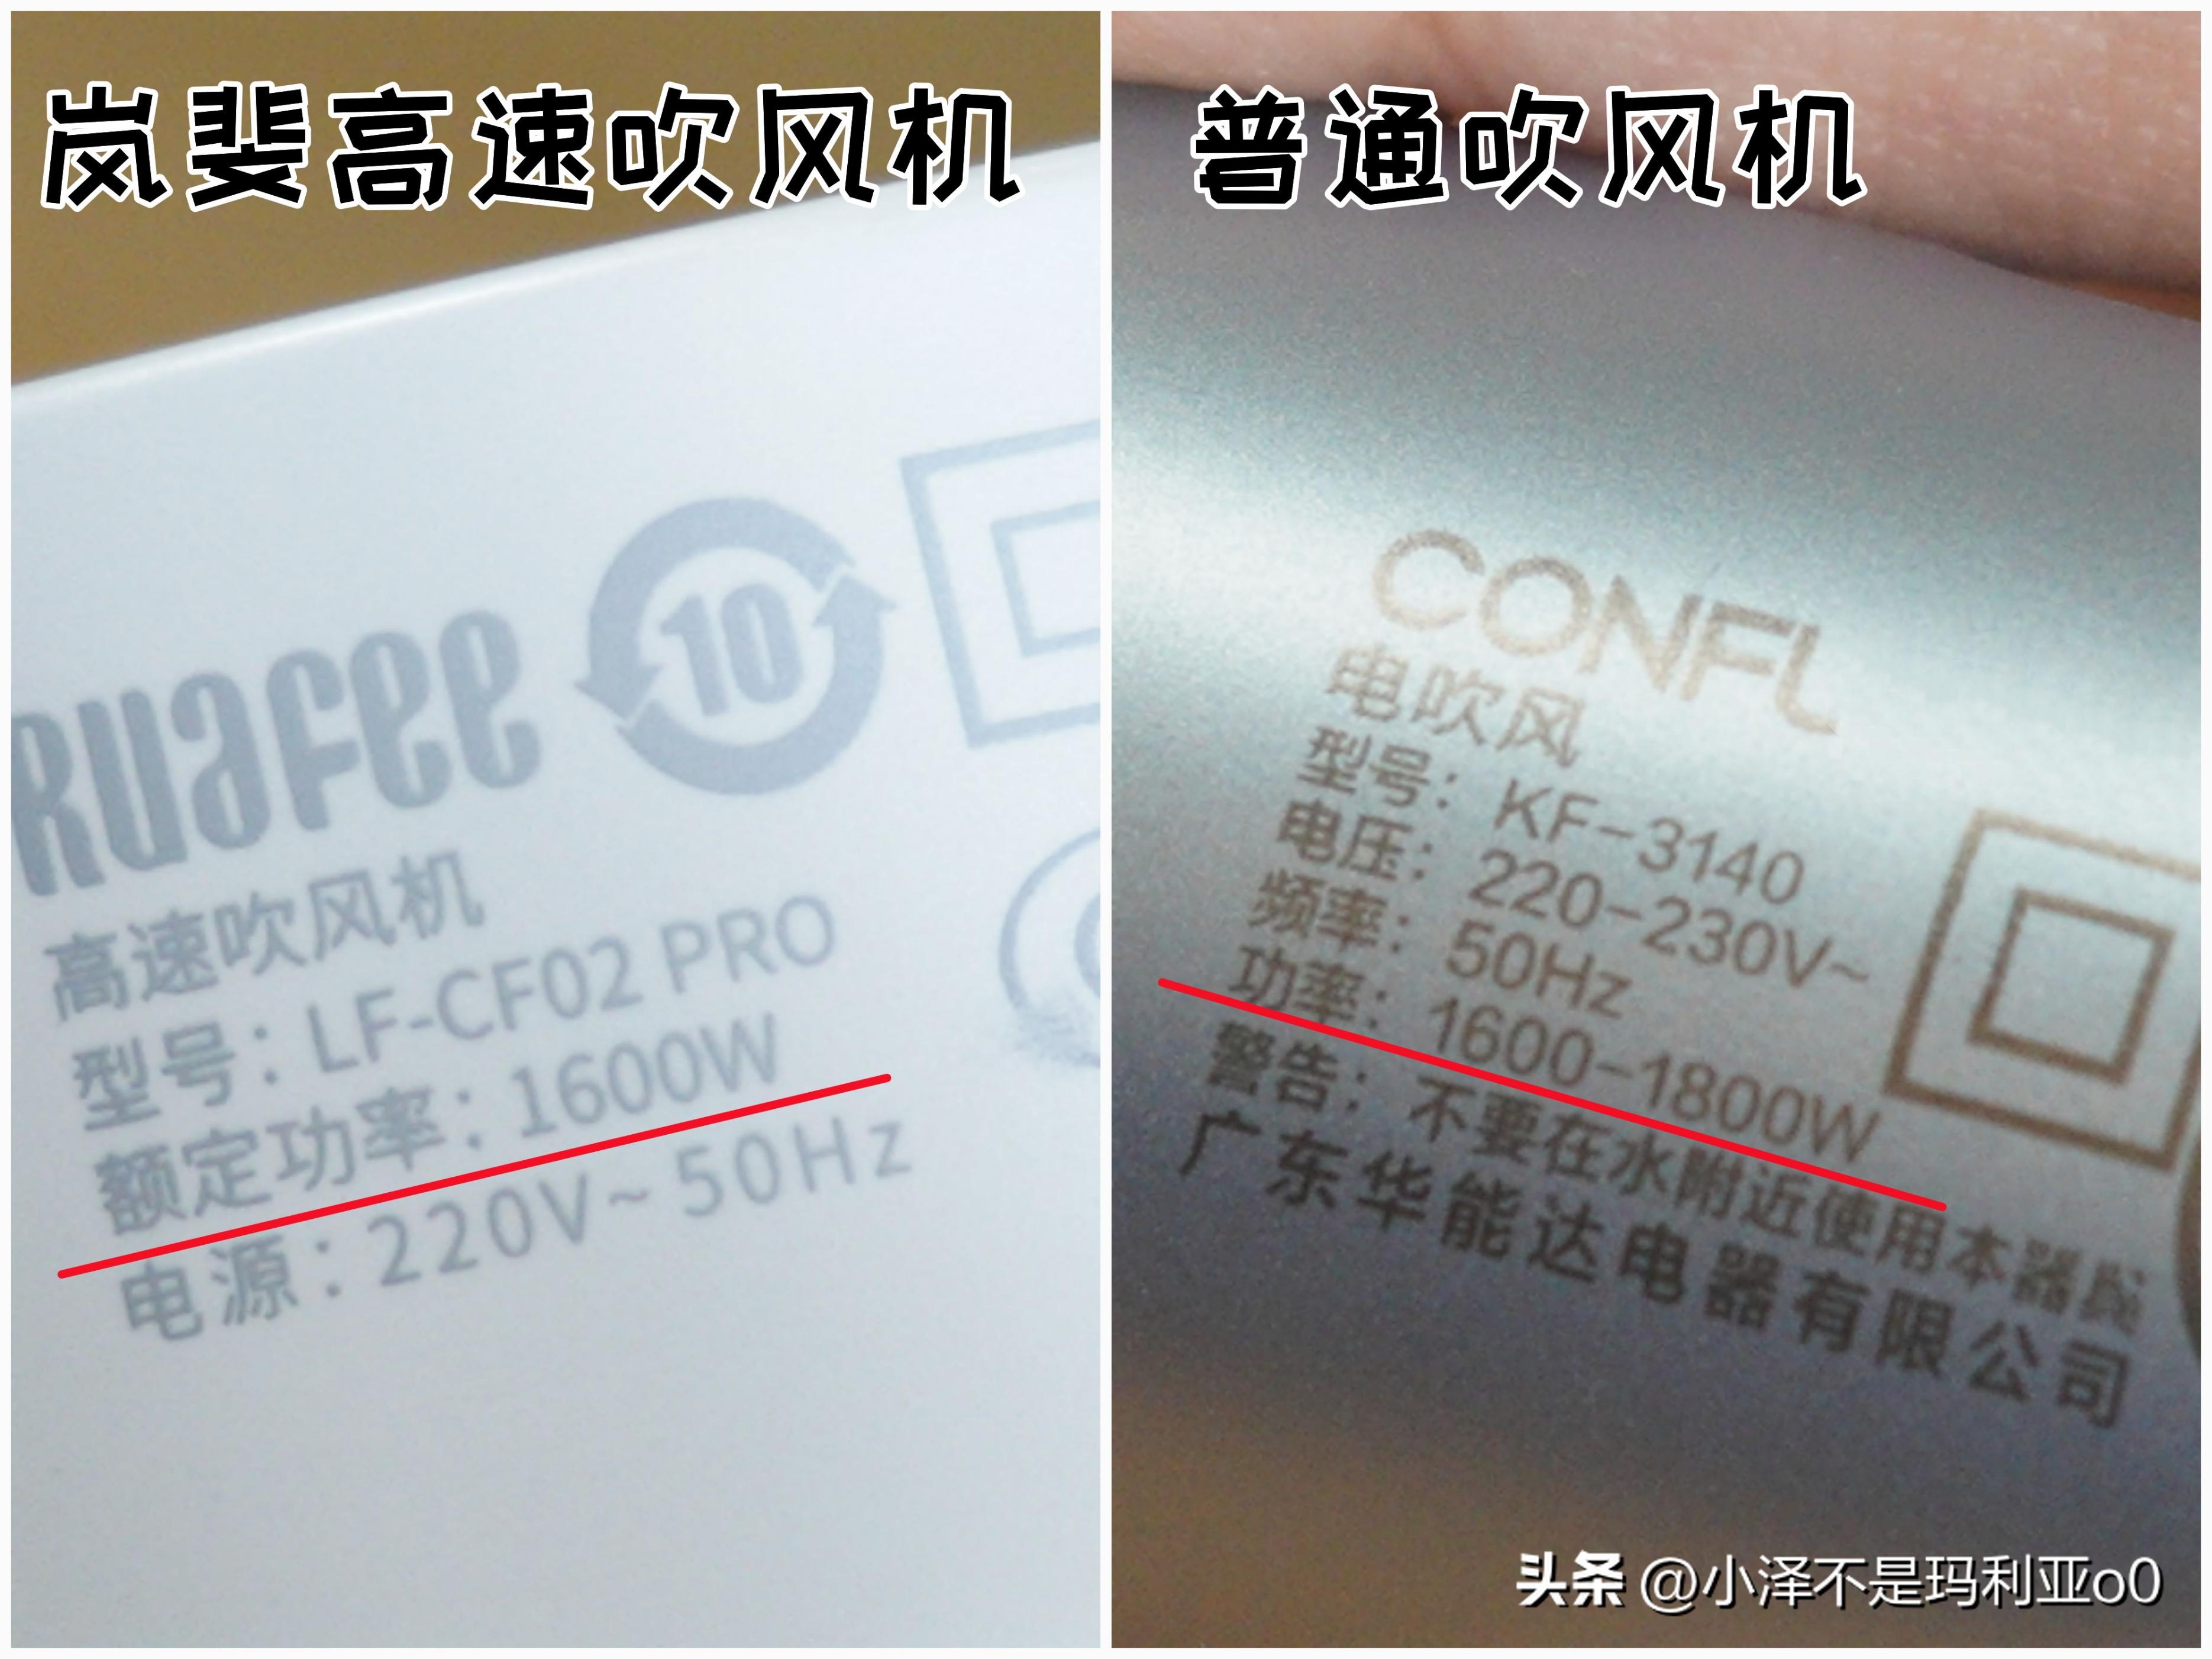 岚斐高速吹风机
RUaFee
10
高速吹风机
型号：LF-CF02 PRO
额定功率：1600W
电源：220V~50Hz
普通吹风机
CONFL
电吹风
型号：KF-3140
电压：220-230V~
频率：50Hz
功率：1600-1800W
警告：不要在水附近使用本器具
广东华能达电器有限公司
头条 @小泽不是玛利亚o0